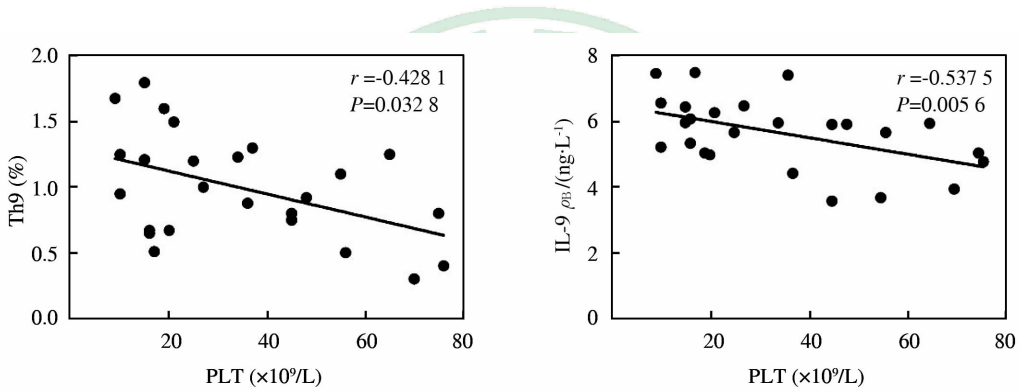 2.0
1.5
1.0
0.5
0.0
Th9 (%)
r=-0.428 1
P=0.032 8
20 40 60 80
PLT (×10⁹/L)
8
6
4
2
0
IL-9 ρB/(ng·L⁻¹)
r=-0.537 5
P=0.005 6
20 40 60 80
PLT (×10⁹/L)